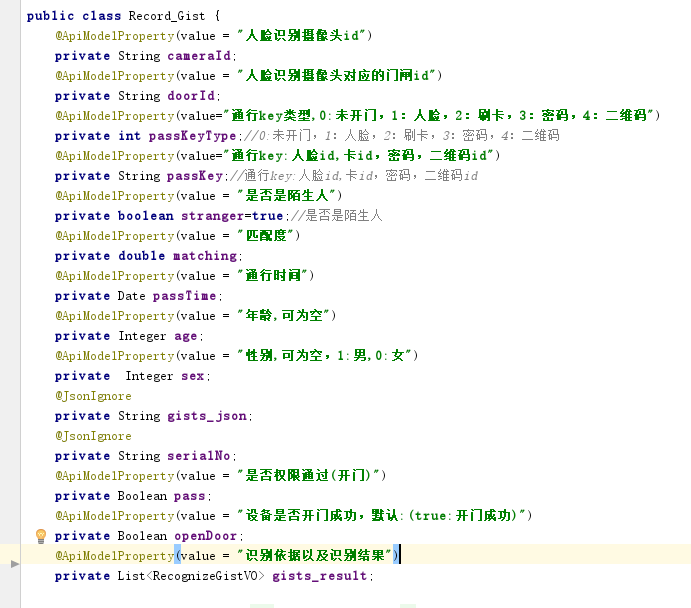 public class Record_Gist {
@ApiModelProperty(value = "人脸识别摄像头id")
private String cameraId;
@ApiModelProperty(value = "人脸识别摄像头对应的门闸id")
private String doorId;
@ApiModelProperty(value="通行key类型,0:未开门，1：人脸，2：刷卡，3：密码，4：二维码")
private int passKeyType;//0:未开门，1：人脸，2：刷卡，3：密码，4：二维码
@ApiModelProperty(value="通行key:人脸id,卡id，密码，二维码id")
private String passKey;//通行key:人脸id,卡id，密码，二维码id
@ApiModelProperty(value = "是否是陌生人")
private boolean stranger=true;//是否是陌生人
@ApiModelProperty(value = "匹配度")
private double matching;
@ApiModelProperty(value = "通行时间")
private Date passTime;
@ApiModelProperty(value = "年龄,可为空")
private Integer age;
@ApiModelProperty(value = "性别,可为空，1:男,0:女")
private  Integer sex;
@JsonIgnore
private String gists_json;
@JsonIgnore
private String serialNo;
@ApiModelProperty(value = "是否权限通过(开门)")
private Boolean pass;
@ApiModelProperty(value = "设备是否开门成功，默认:(true:开门成功)")
private Boolean openDoor;
@ApiModelProperty(value = "识别依据以及识别结果")
private List<RecognizeGistVO> gists_result;